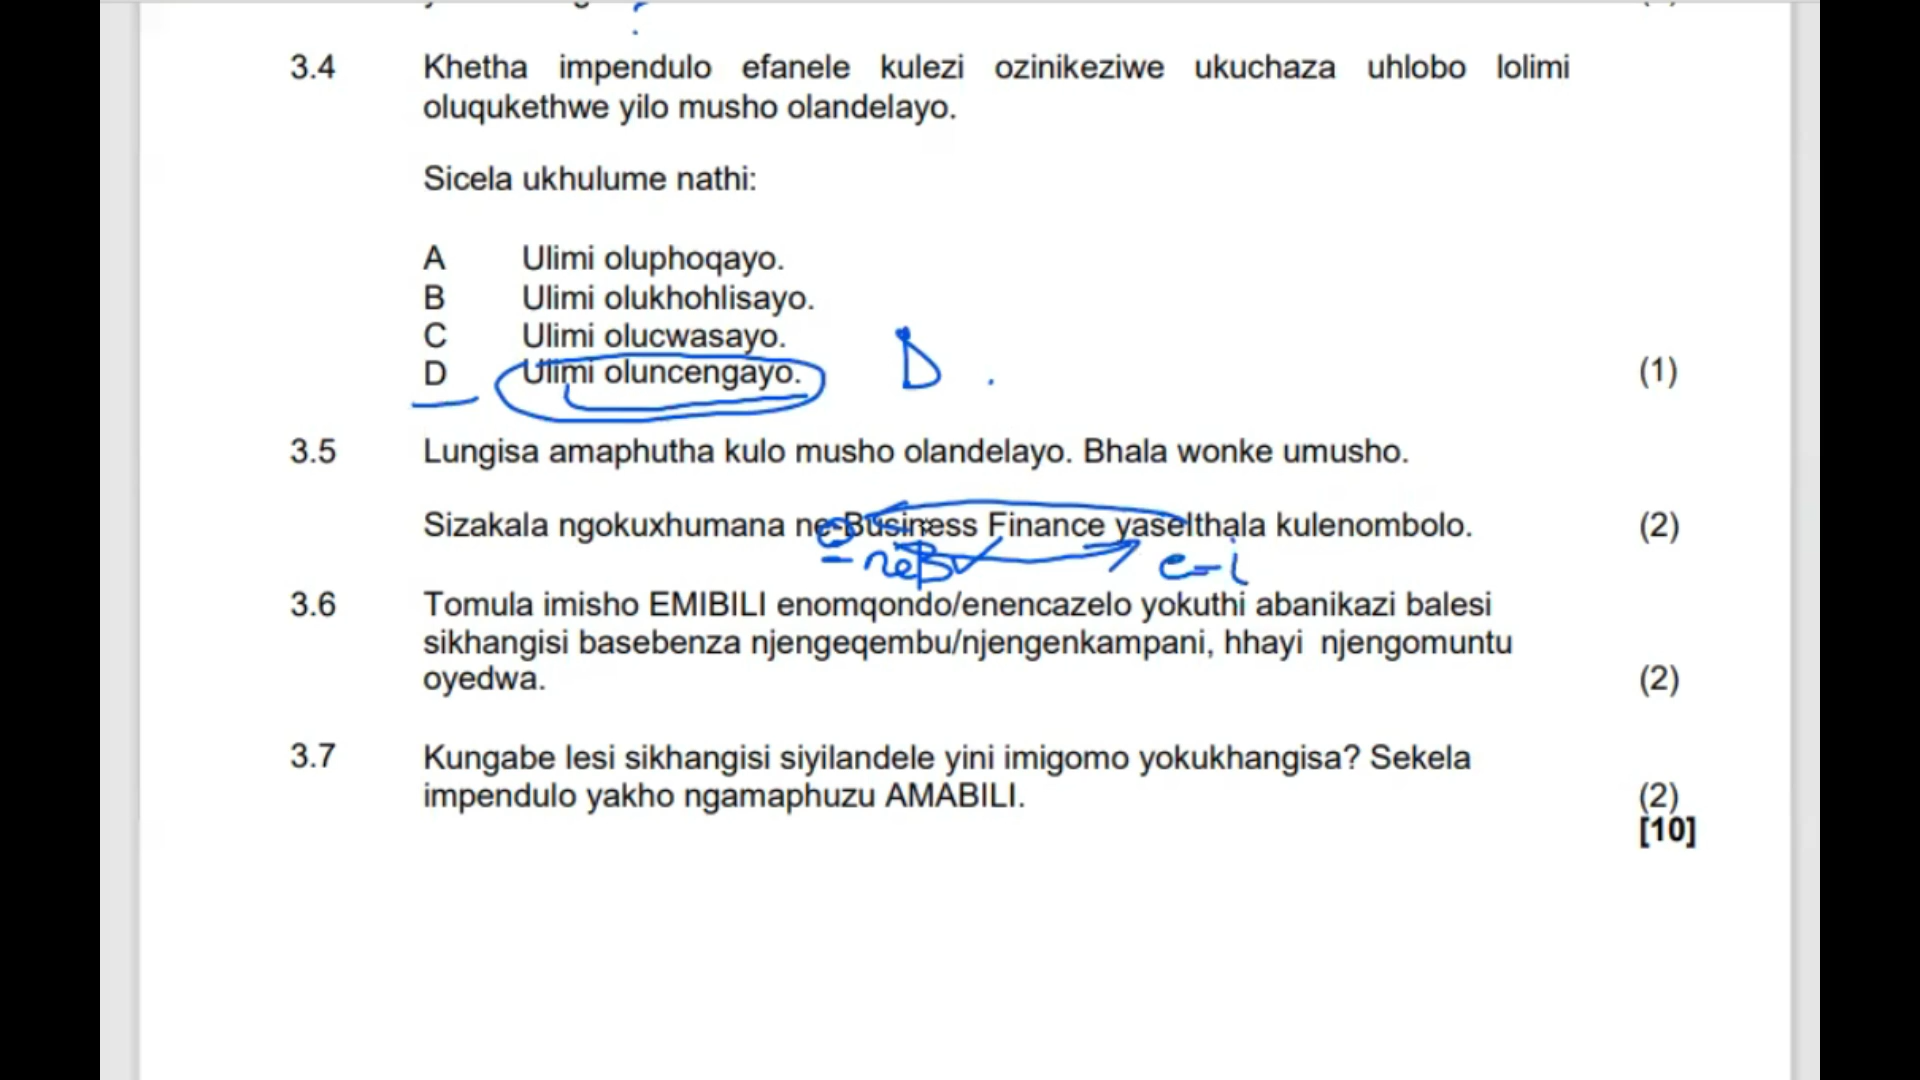 3.4 Khetha impendulo efanele kulezi ozinikeziwe ukuchaza uhlobo lolimi
oluqukethwe yilo musho olandelayo.
Sicela ukhulume nathi:
A Ulimi oluphoqayo.
B Ulimi olukhohlisayo.
C Ulimi olucwasayo.
D Ulimi oluncengayo. D . (1)
3.5 Lungisa amaphutha kulo musho olandelayo. Bhala wonke umusho.
Sizakala ngokuxhumana ne-Business Finance yaseIthala kulenombolo. (2)
neB e-i
3.6 Tomula imisho EMIBILI enomqondo/enencazelo yokuthi abanikazi balesi
sikhangisi basebenza njengeqembu/njengenkampani, hhayi njengomuntu
oyedwa. (2)
3.7 Kungabe lesi sikhangisi siyilandele yini imigomo yokukhangisa? Sekela
impendulo yakho ngamaphuzu AMABILI. (2)
[10]